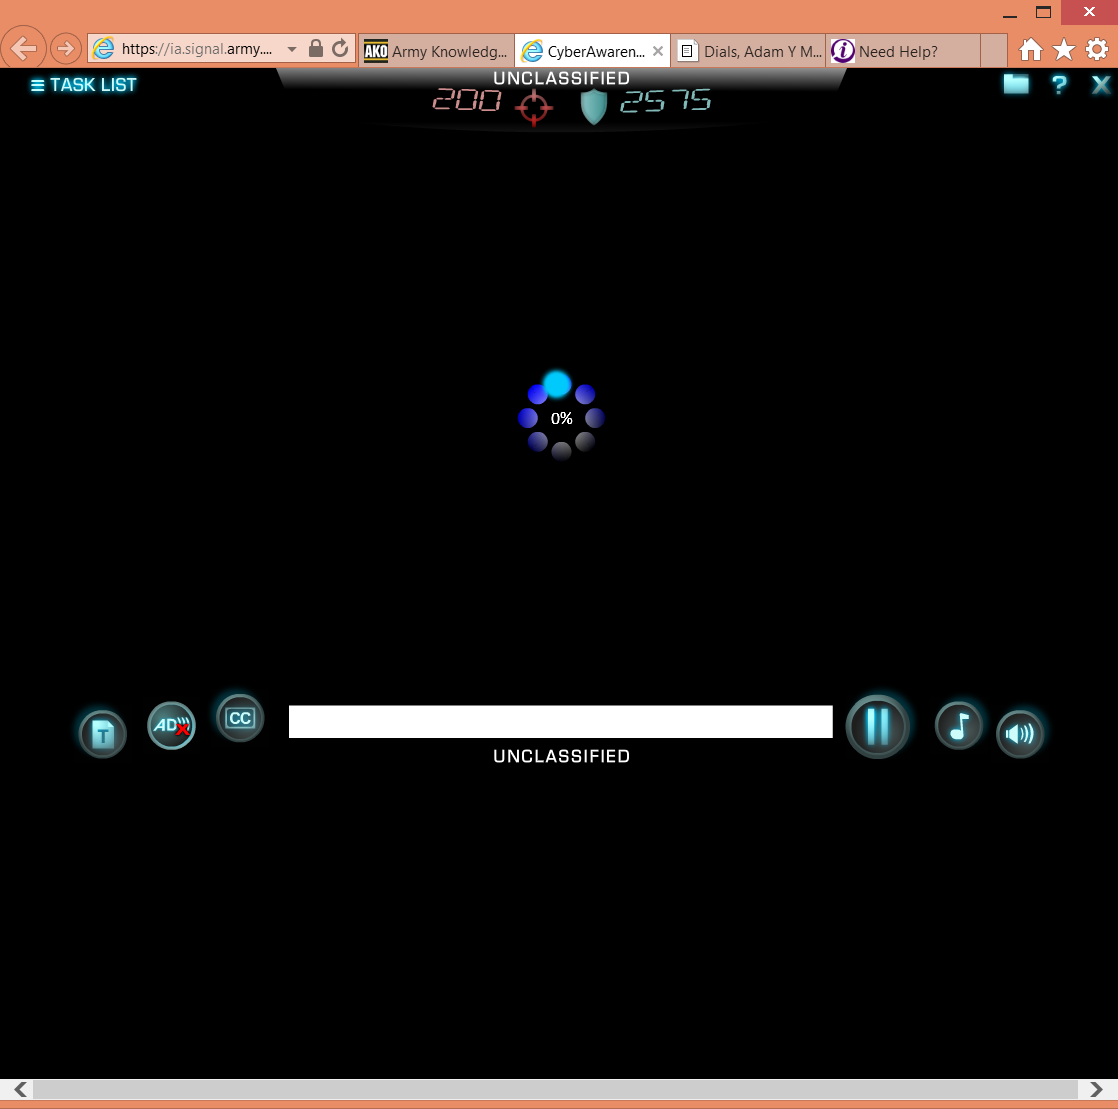 https://ia.signal.army....
AKO Army Knowledg...
CyberAwaren...
Dials, Adam Y M...
i Need Help?
TASK LIST
UNCLASSIFIED
200 2575
?
X
0%
T
AD
CC
UNCLASSIFIED